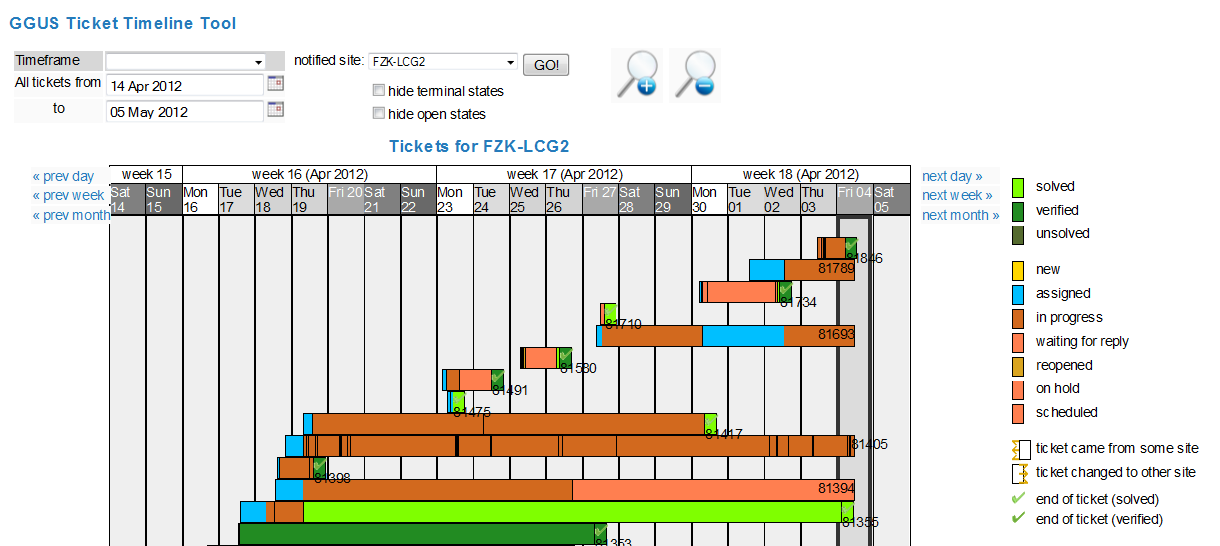 GGUS Ticket Timeline Tool
Timeframe
notified site: FZK-LCG2 GO!
All tickets from 14 Apr 2012
to 05 May 2012
hide terminal states
hide open states
Tickets for FZK-LCG2
« prev day
« prev week
« prev month
week 15 week 16 (Apr 2012) week 17 (Apr 2012) week 18 (Apr 2012)
Sat Sun Mon Tue Wed Thu Fri 20 Sat Sun Mon Tue Wed Thu Fri 27 Sat Sun Mon Tue Wed Thu Fri 04 Sat
14 15 16 17 18 19 21 22 23 24 25 26 28 29 30 01 02 03 05
next day »
next week »
next month »
81846
81789
81734
81710
81693
81580
81491
81475
81417
81405
81398
81394
81355
81353
solved
verified
unsolved
new
assigned
in progress
waiting for reply
reopened
on hold
scheduled
ticket came from some site
ticket changed to other site
end of ticket (solved)
end of ticket (verified)